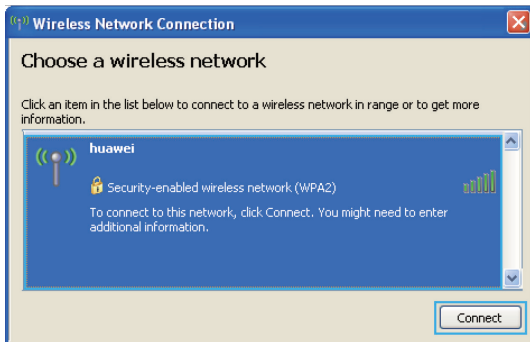 Wireless Network Connection
Choose a wireless network
Click an item in the list below to connect to a wireless network in range or to get more
information.
huawei
Security-enabled wireless network (WPA2)
To connect to this network, click Connect. You might need to enter
additional information.
Connect